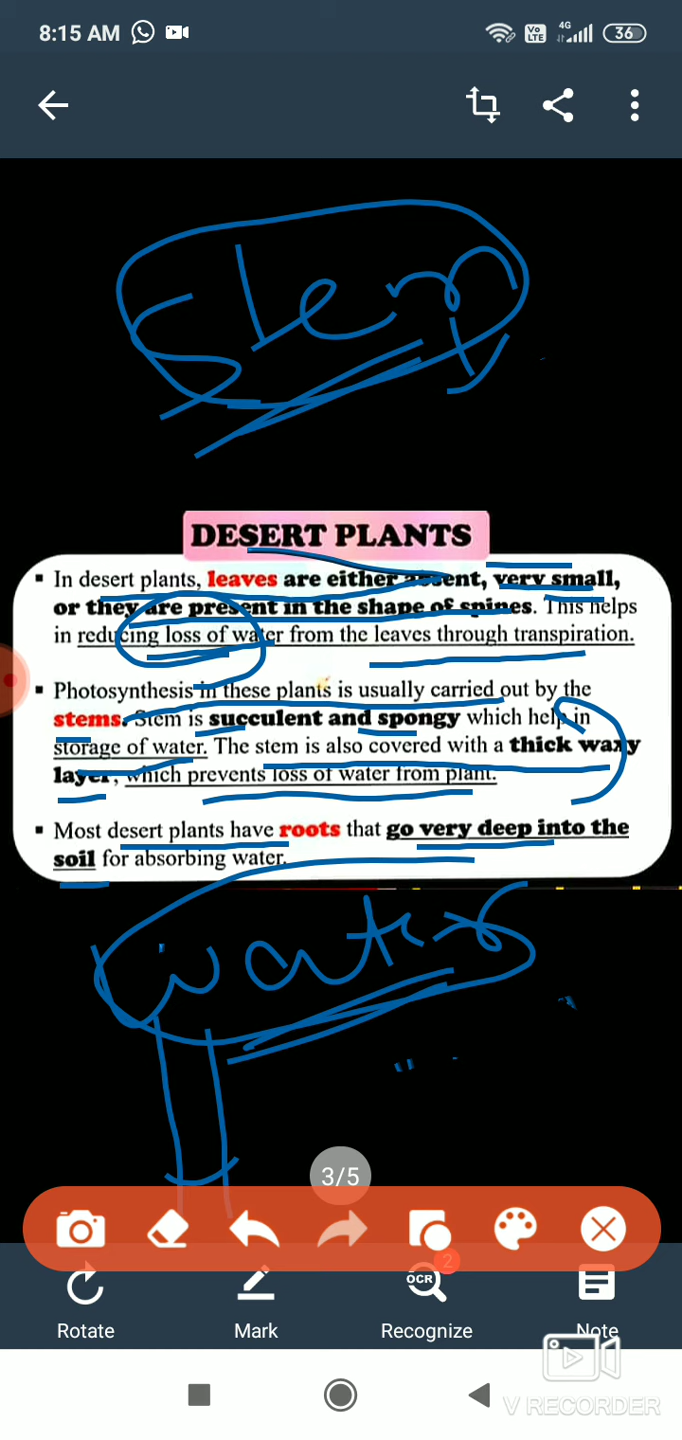 8:15 AM
Vo LTE 4G 36
Stem
DESERT PLANTS
▪ In desert plants, leaves are either absent, very small,
or they are present in the shape of spines. This helps
in reducing loss of water from the leaves through transpiration.
▪ Photosynthesis in these plants is usually carried out by the
stems. Stem is succulent and spongy which help in
storage of water. The stem is also covered with a thick waxy
layer, which prevents loss of water from plant.
▪ Most desert plants have roots that go very deep into the
soil for absorbing water.
water
3/5
2
OCR
Rotate Mark Recognize Note
V RECORDER